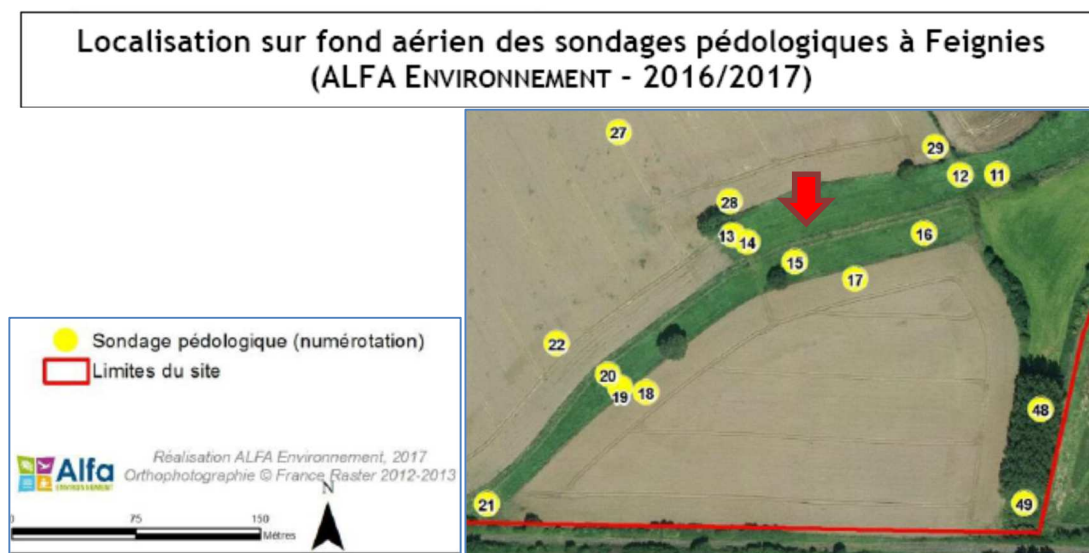 Localisation sur fond aérien des sondages pédologiques à Feignies
(ALFA ENVIRONNEMENT - 2016/2017)
27
29
12
11
28
13
14
16
15
17
22
20
19
18
48
21
49
Sondage pédologique (numérotation)
Limites du site
Alfa
ENVIRONNEMENT
Réalisation ALFA Environnement, 2017
Orthophotographie © France Raster 2012-2013
N
0 75 150
Mètres